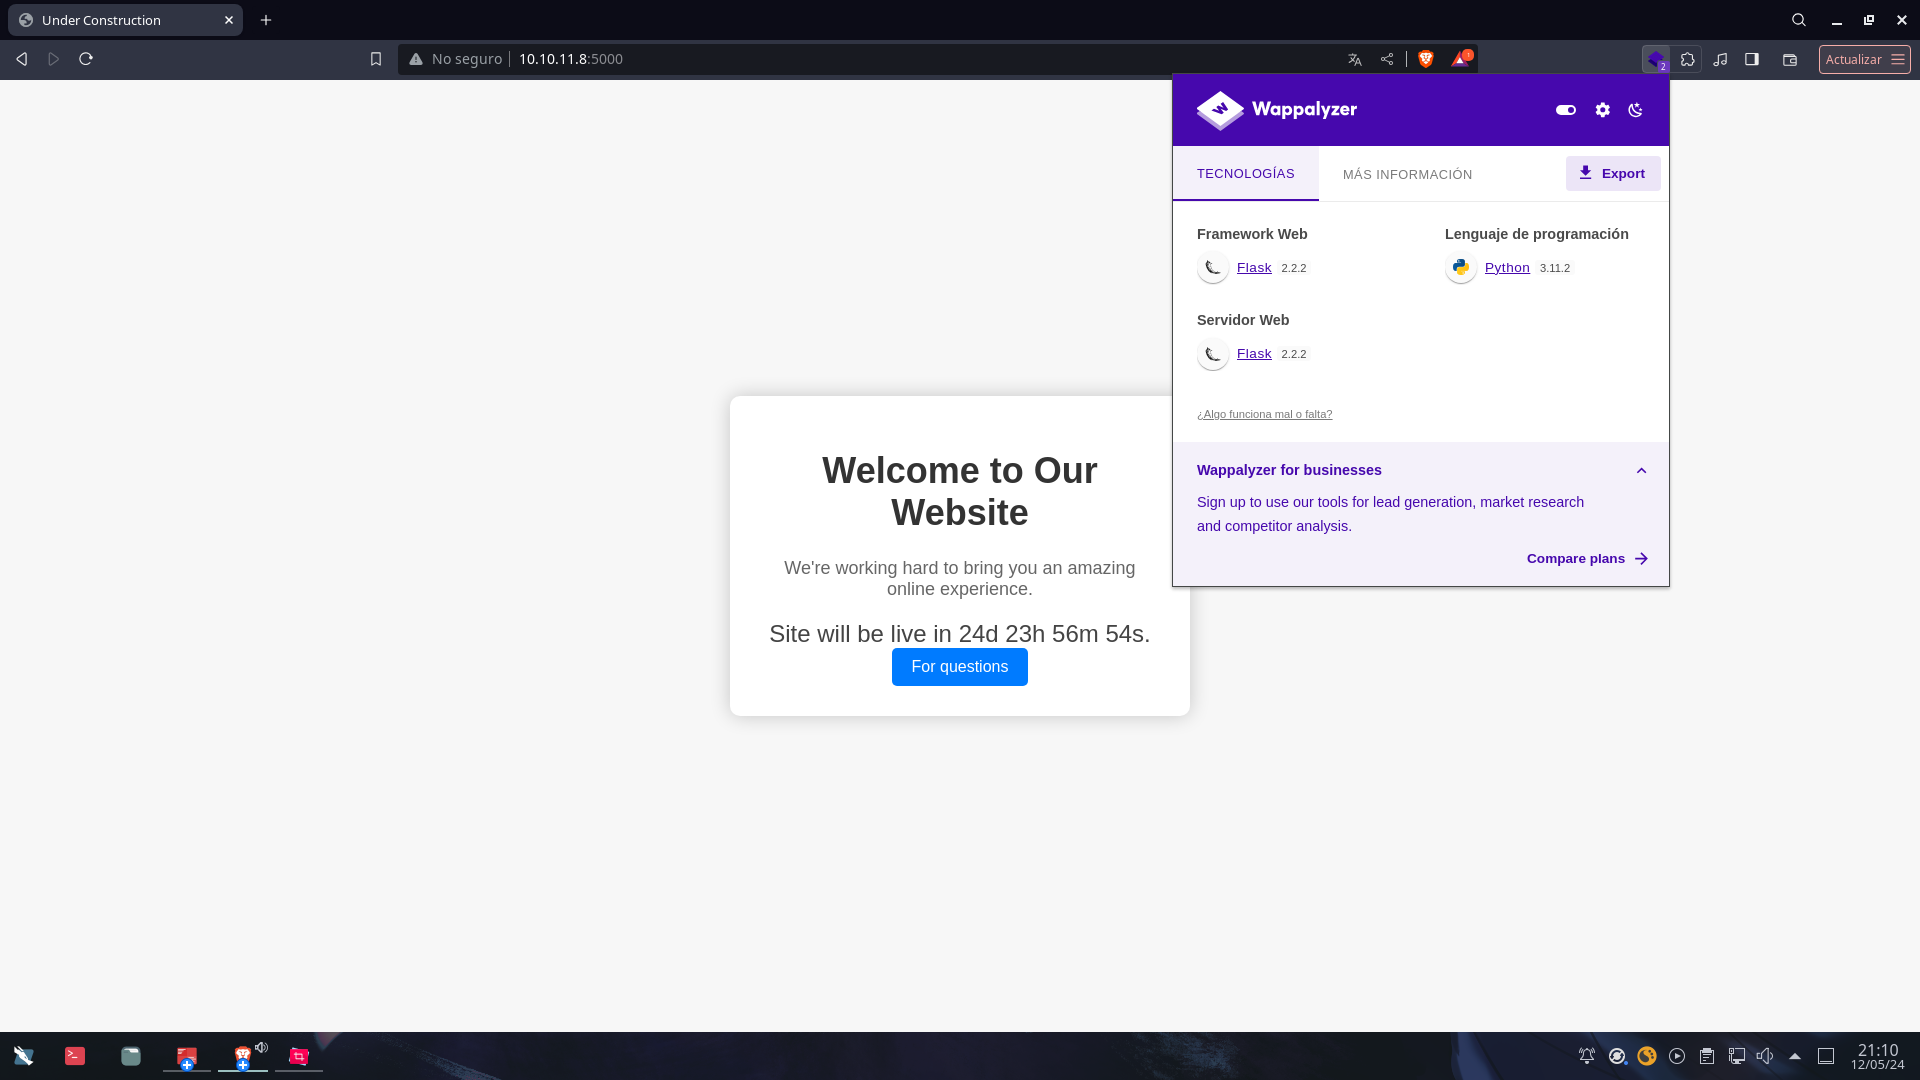 Under Construction
No seguro
10.10.11.8:5000
Actualizar
2
Wappalyzer
TECNOLOGÍAS
MÁS INFORMACIÓN
Export
Framework Web
Lenguaje de programación
Flask 2.2.2
Python 3.11.2
Servidor Web
Flask 2.2.2
¿Algo funciona mal o falta?
Wappalyzer for businesses
Sign up to use our tools for lead generation, market research
and competitor analysis.
Compare plans
Welcome to Our
Website
We're working hard to bring you an amazing
online experience.
Site will be live in 24d 23h 56m 54s.
For questions
21:10
12/05/24